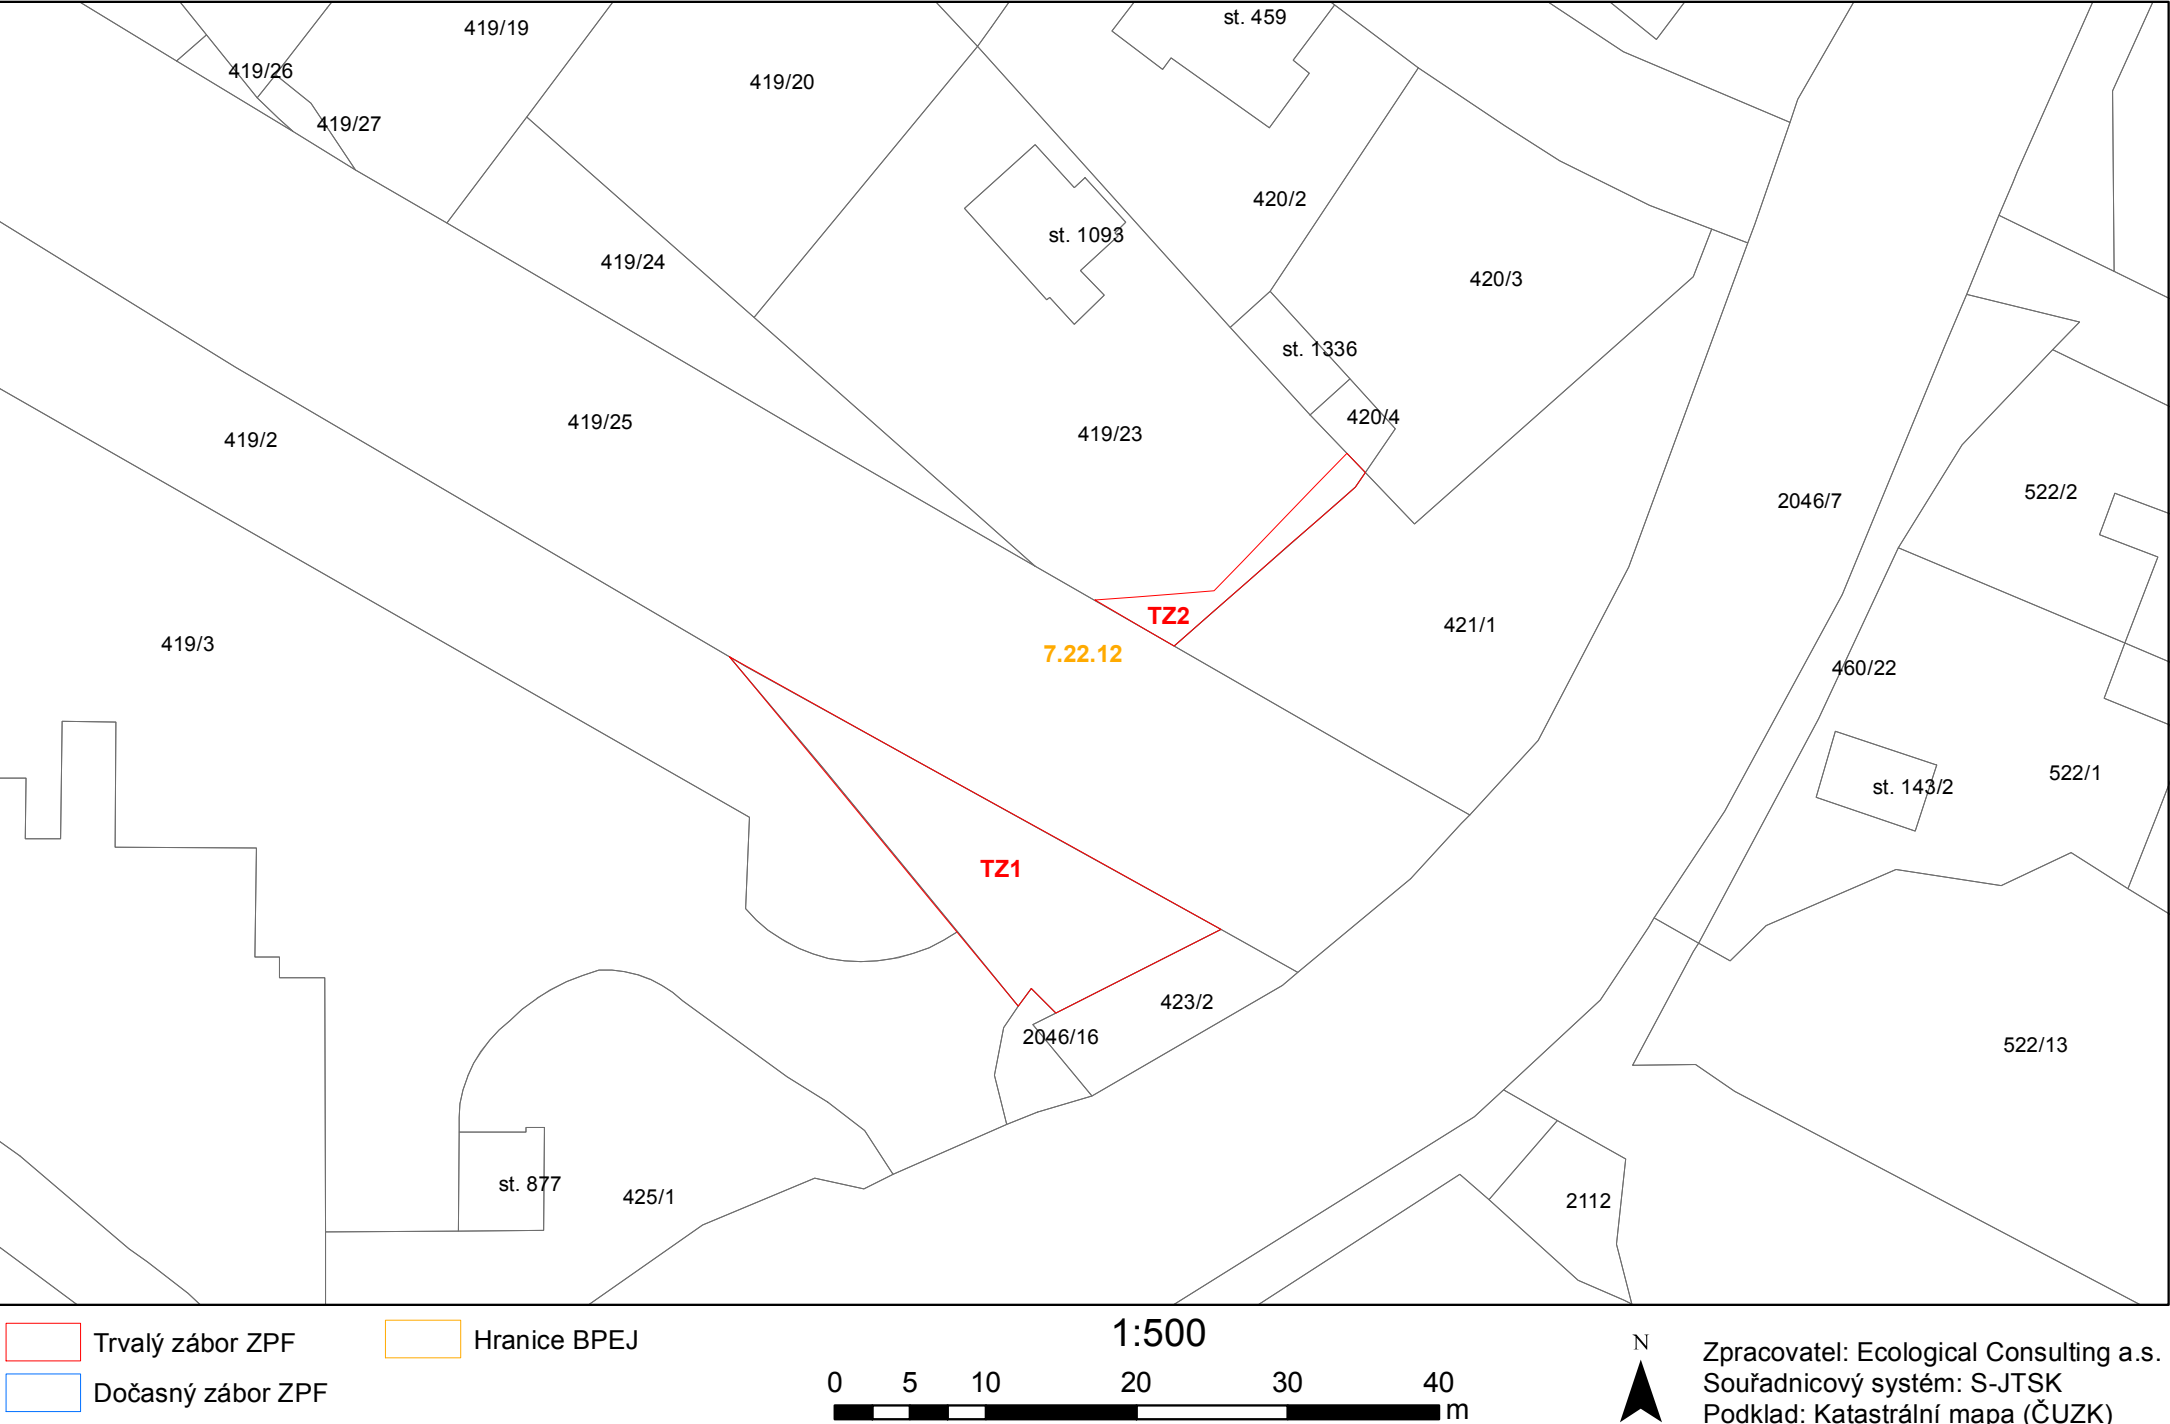 st. 459
419/19
419/26
419/20
419/27
420/2
st. 1093
419/24
420/3
st. 1336
420/4
419/25
419/23
419/2
522/2
2046/7
TZ2
421/1
419/3
7.22.12
460/22
522/1
st. 143/2
TZ1
423/2
2046/16
522/13
st. 877
425/1
2112
Trvalý zábor ZPF
Hranice BPEJ
Dočasný zábor ZPF
1:500
0 5 10 20 30 40
m
N
Zpracovatel: Ecological Consulting a.s.
Souřadnicový systém: S-JTSK
Podklad: Katastrální mapa (ČUZK)